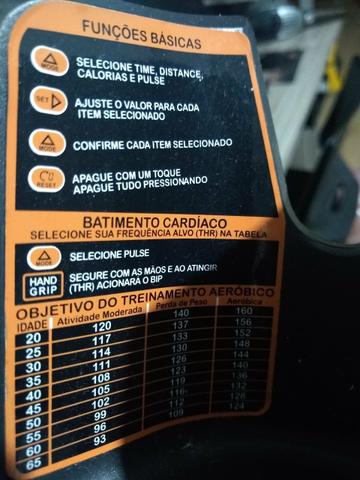 FUNÇÕES BÁSICAS
MODE SELECIONE TIME, DISTANCE,
CALORIAS E PULSE
SET AJUSTE O VALOR PARA CADA
ITEM SELECIONADO
MODE CONFIRME CADA ITEM SELECIONADO
RESET APAGUE COM UM TOQUE
APAGUE TUDO PRESSIONANDO
BATIMENTO CARDÍACO
SELECIONE SUA FREQUÊNCIA ALVO (THR) NA TABELA
MODE SELECIONE PULSE
HAND GRIP SEGURE COM AS MÃOS E AO ATINGIR
(THR) ACIONARA O BIP
OBJETIVO DO TREINAMENTO AERÓBICO
IDADE Atividade Moderada Perda de Peso Aeróbica
20 120 140 160
25 117 137 156
30 114 133 152
35 111 130 148
40 108 126 144
45 105 123 140
50 102 119 136
55 99 116 132
60 96 112 128
65 93 109 124